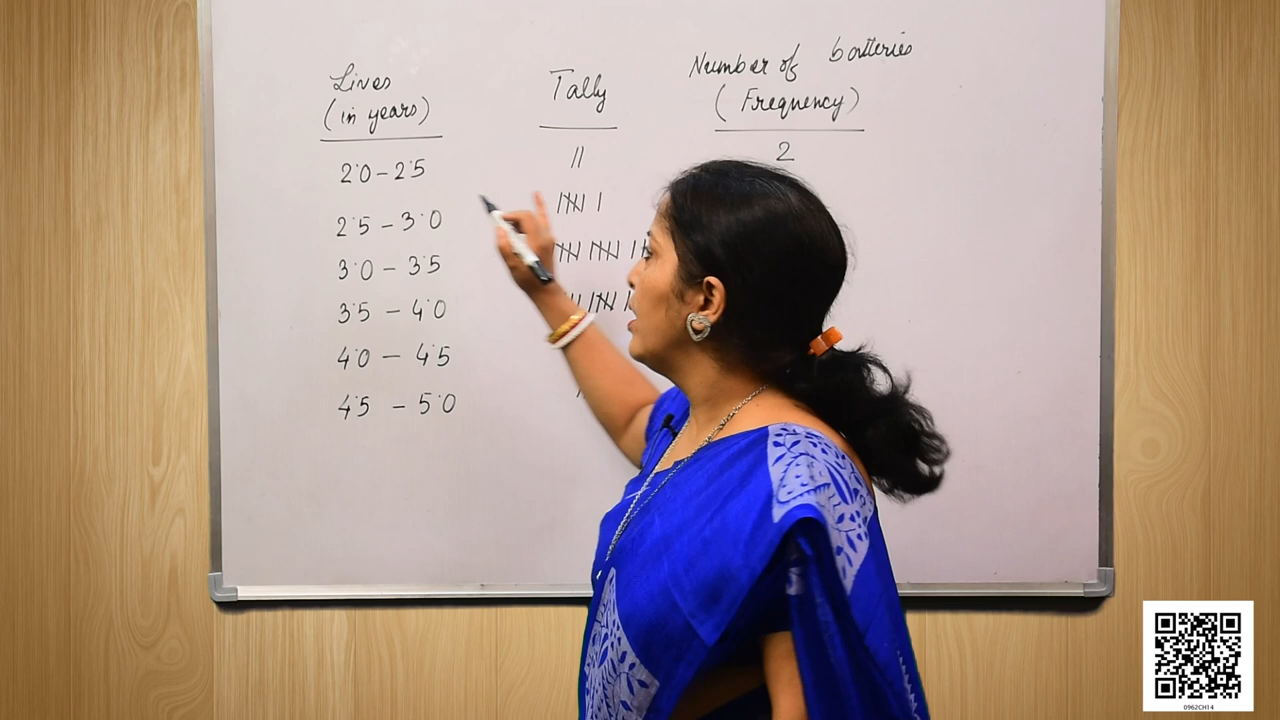 Lives
(in years)
Tally
Number of batteries
(Frequency)
2·0 – 2·5 || 2
2·5 – 3·0
3·0 – 3·5
3·5 – 4·0
4·0 – 4·5
4·5 – 5·0
0962CH14